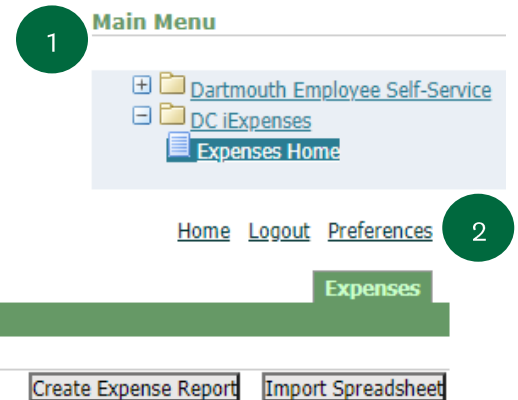 1
Main Menu
Dartmouth Employee Self-Service
DC iExpenses
Expenses Home
Home Logout Preferences
2
Expenses
Create Expense Report Import Spreadsheet